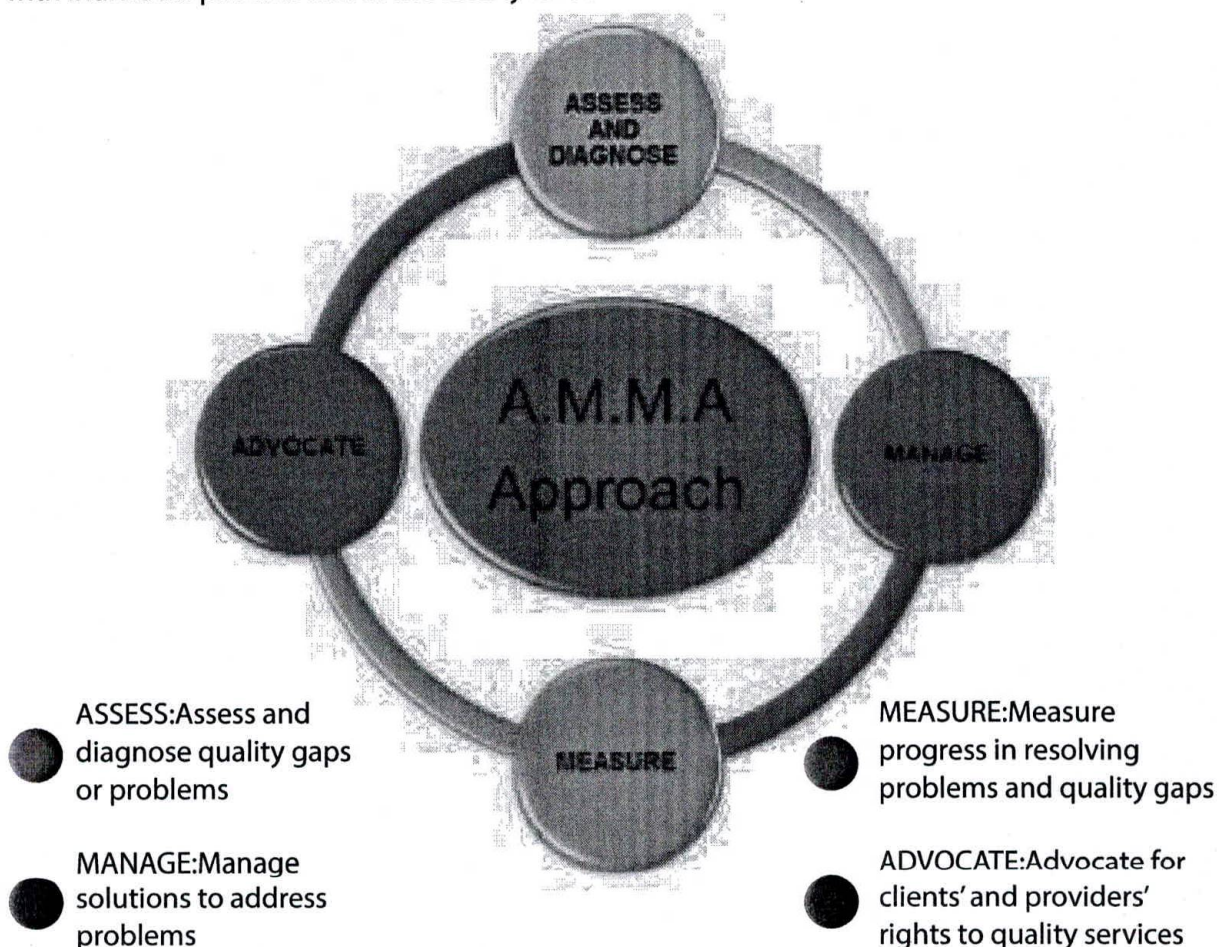 ASSESS
AND
DIAGNOSE
ADVOCATE
A.M.M.A
Approach
MANAGE
MEASURE
ASSESS:Assess and
diagnose quality gaps
or problems
MANAGE:Manage
solutions to address
problems
MEASURE:Measure
progress in resolving
problems and quality gaps
ADVOCATE:Advocate for
clients' and providers'
rights to quality services